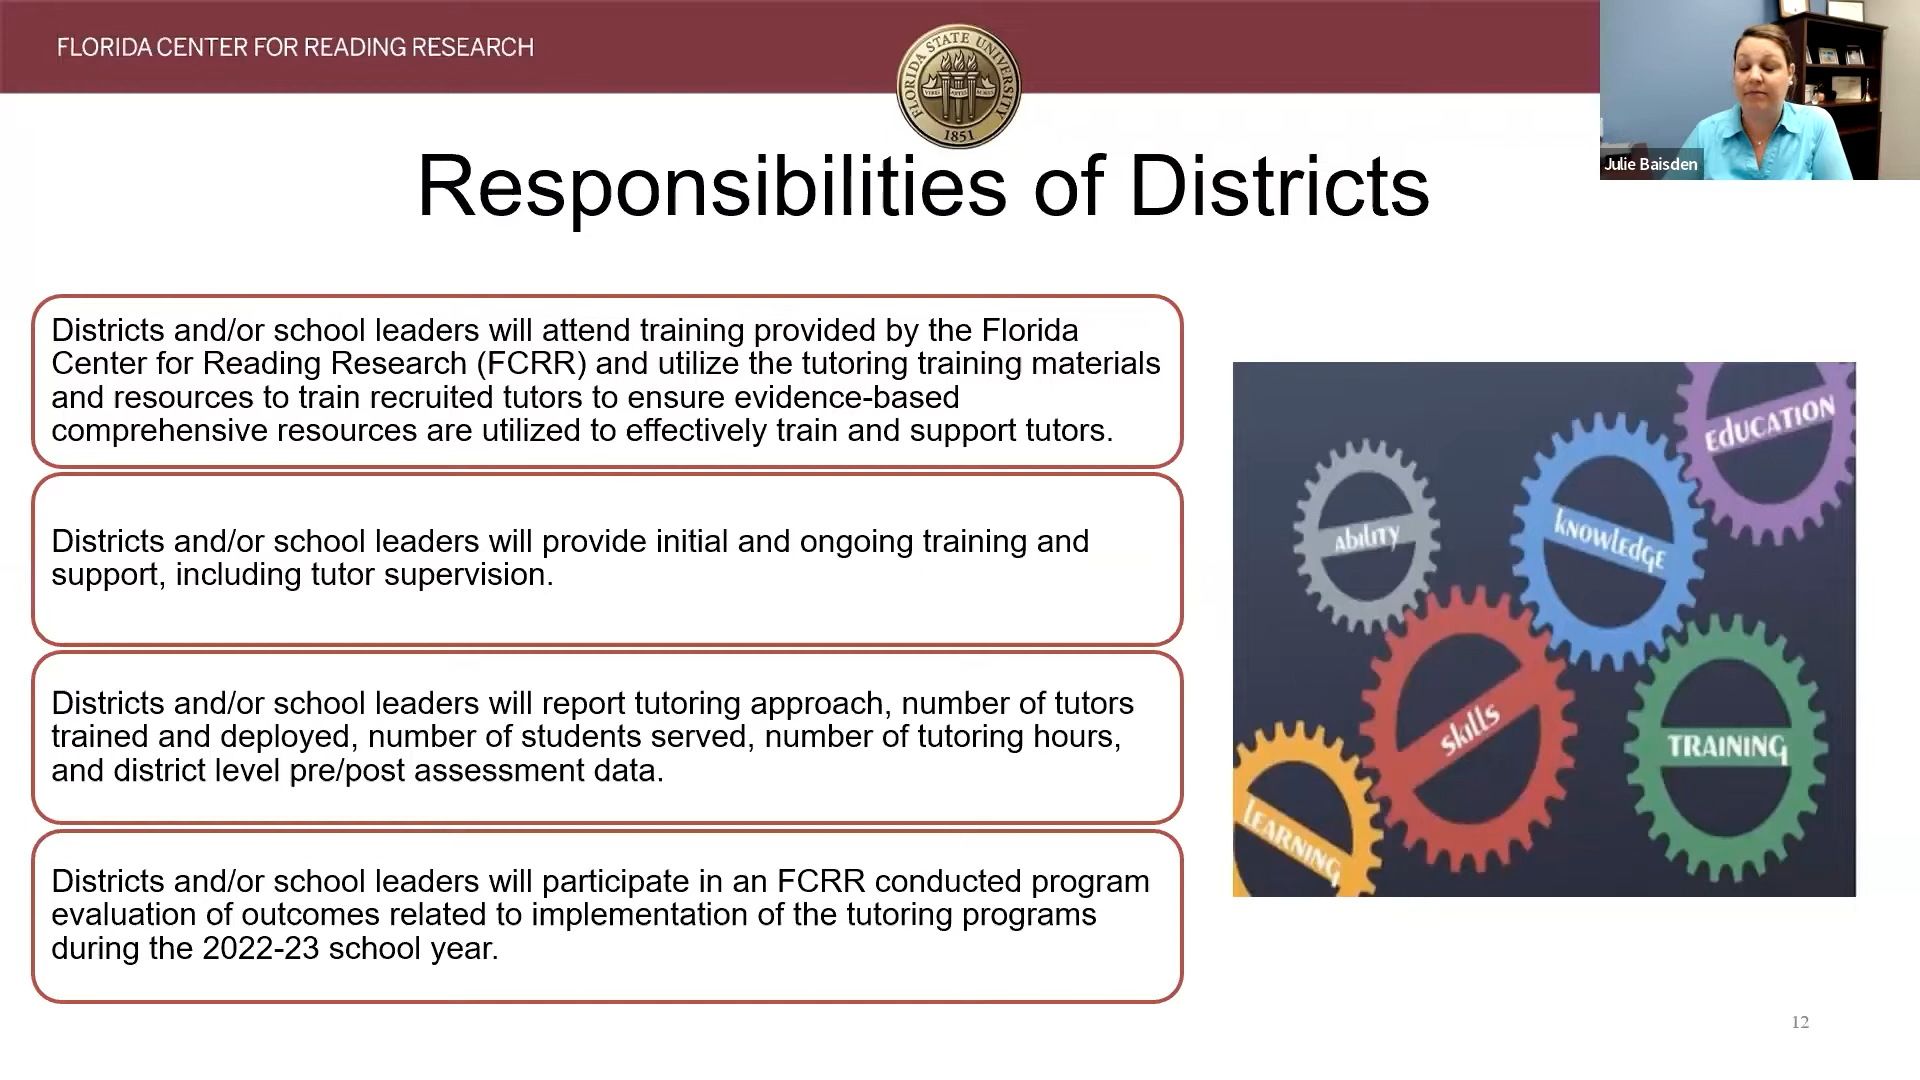 FLORIDA CENTER FOR READING RESEARCH
FLORIDA STATE UNIVERSITY
VIRES ARTES MORES
1851
Julie Baisden
Responsibilities of Districts
Districts and/or school leaders will attend training provided by the Florida
Center for Reading Research (FCRR) and utilize the tutoring training materials
and resources to train recruited tutors to ensure evidence-based
comprehensive resources are utilized to effectively train and support tutors.
Districts and/or school leaders will provide initial and ongoing training and
support, including tutor supervision.
Districts and/or school leaders will report tutoring approach, number of tutors
trained and deployed, number of students served, number of tutoring hours,
and district level pre/post assessment data.
Districts and/or school leaders will participate in an FCRR conducted program
evaluation of outcomes related to implementation of the tutoring programs
during the 2022-23 school year.
EdUCATION
AbiliTy
kNOwlEdgE
skills
TRAINING
lEARNING
12